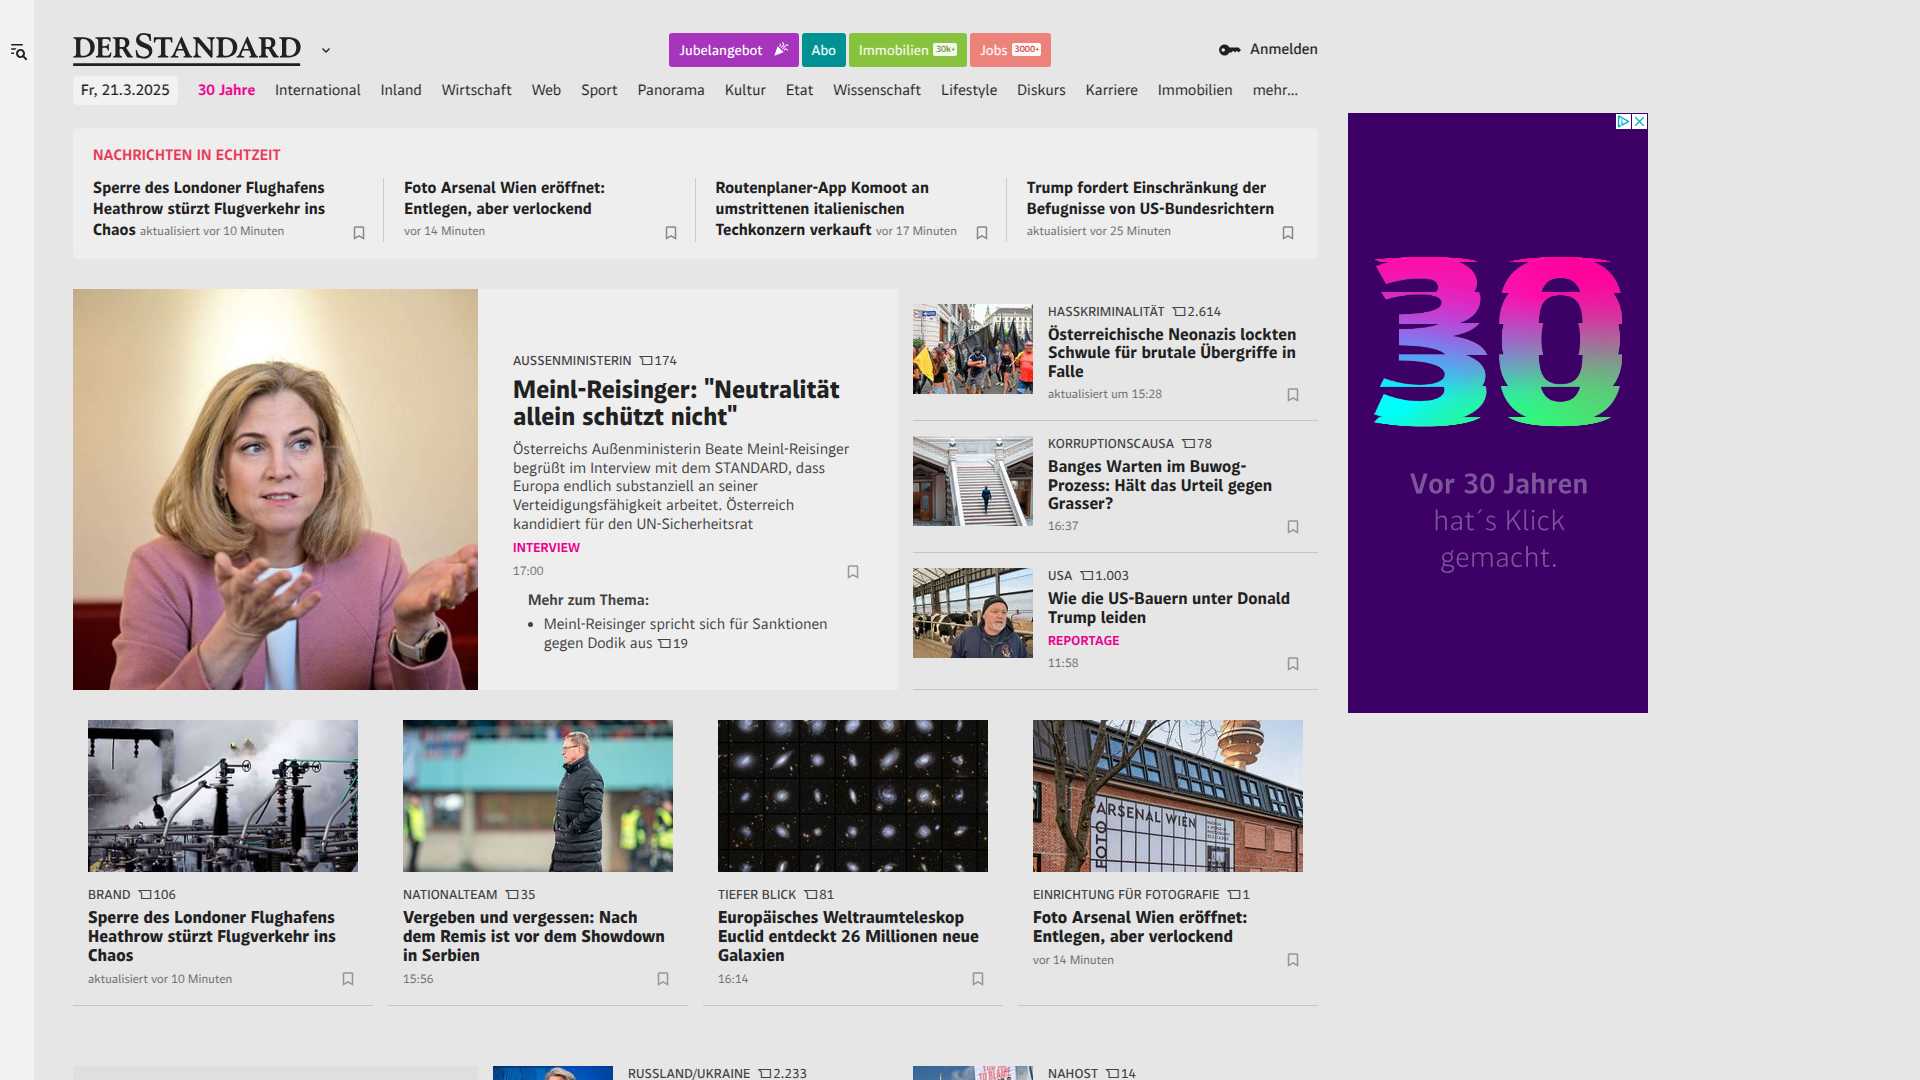 DERSTANDARD
Jubelangebot
Abo
Immobilien 30k+
Jobs 3000+
Anmelden
Fr, 21.3.2025
30 Jahre
International
Inland
Wirtschaft
Web
Sport
Panorama
Kultur
Etat
Wissenschaft
Lifestyle
Diskurs
Karriere
Immobilien
mehr...
NACHRICHTEN IN ECHTZEIT
Sperre des Londoner Flughafens
Heathrow stürzt Flugverkehr ins
Chaos aktualisiert vor 10 Minuten
Foto Arsenal Wien eröffnet:
Entlegen, aber verlockend
vor 14 Minuten
Routenplaner-App Komoot an
umstrittenen italienischen
Techkonzern verkauft vor 17 Minuten
Trump fordert Einschränkung der
Befugnisse von US-Bundesrichtern
aktualisiert vor 25 Minuten
AUSSENMINISTERIN 174
Meinl-Reisinger: "Neutralität
allein schützt nicht"
Österreichs Außenministerin Beate Meinl-Reisinger
begrüßt im Interview mit dem STANDARD, dass
Europa endlich substanziell an seiner
Verteidigungsfähigkeit arbeitet. Österreich
kandidiert für den UN-Sicherheitsrat
INTERVIEW
17:00
Mehr zum Thema:
• Meinl-Reisinger spricht sich für Sanktionen
gegen Dodik aus 19
HASSKRIMINALITÄT 2.614
Österreichische Neonazis lockten
Schwule für brutale Übergriffe in
Falle
aktualisiert um 15:28
KORRUPTIONSCAUSA 78
Banges Warten im Buwog-
Prozess: Hält das Urteil gegen
Grasser?
16:37
USA 1.003
Wie die US-Bauern unter Donald
Trump leiden
REPORTAGE
11:58
30
Vor 30 Jahren
hat´s Klick
gemacht.
FOTO ARSENAL WIEN
BRAND 106
Sperre des Londoner Flughafens
Heathrow stürzt Flugverkehr ins
Chaos
aktualisiert vor 10 Minuten
NATIONALTEAM 35
Vergeben und vergessen: Nach
dem Remis ist vor dem Showdown
in Serbien
15:56
TIEFER BLICK 81
Europäisches Weltraumteleskop
Euclid entdeckt 26 Millionen neue
Galaxien
16:14
EINRICHTUNG FÜR FOTOGRAFIE 1
Foto Arsenal Wien eröffnet:
Entlegen, aber verlockend
vor 14 Minuten
RUSSLAND/UKRAINE 2.233
NAHOST 14